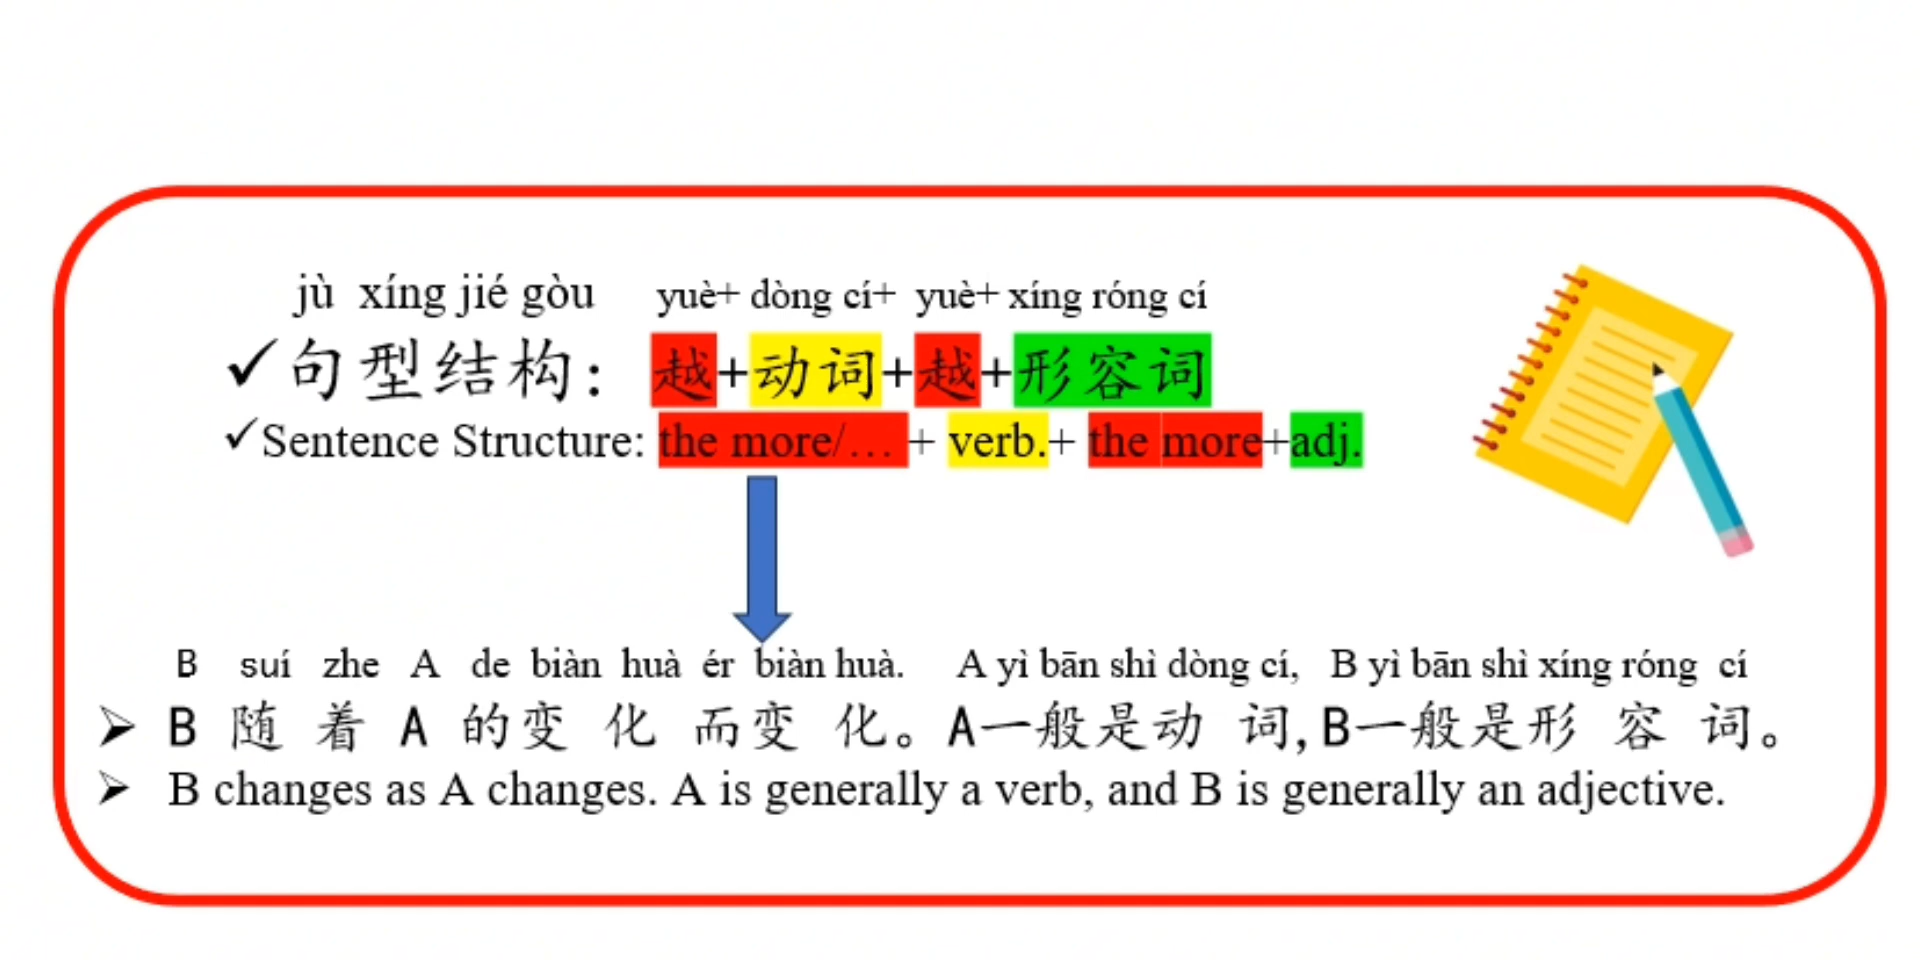 jù xíng jié gòu yuè+ dòng cí+ yuè+ xíng róng cí
✓句型结构：越+动词+越+形容词
✓Sentence Structure: the more/… + verb.+ the more+adj.
B suí zhe A de biàn huà ér biàn huà. A yì bān shì dòng cí, B yì bān shì xíng róng cí
➢ B 随着 A 的变化而变化。A一般是动词,B一般是形容词。
➢ B changes as A changes. A is generally a verb, and B is generally an adjective.